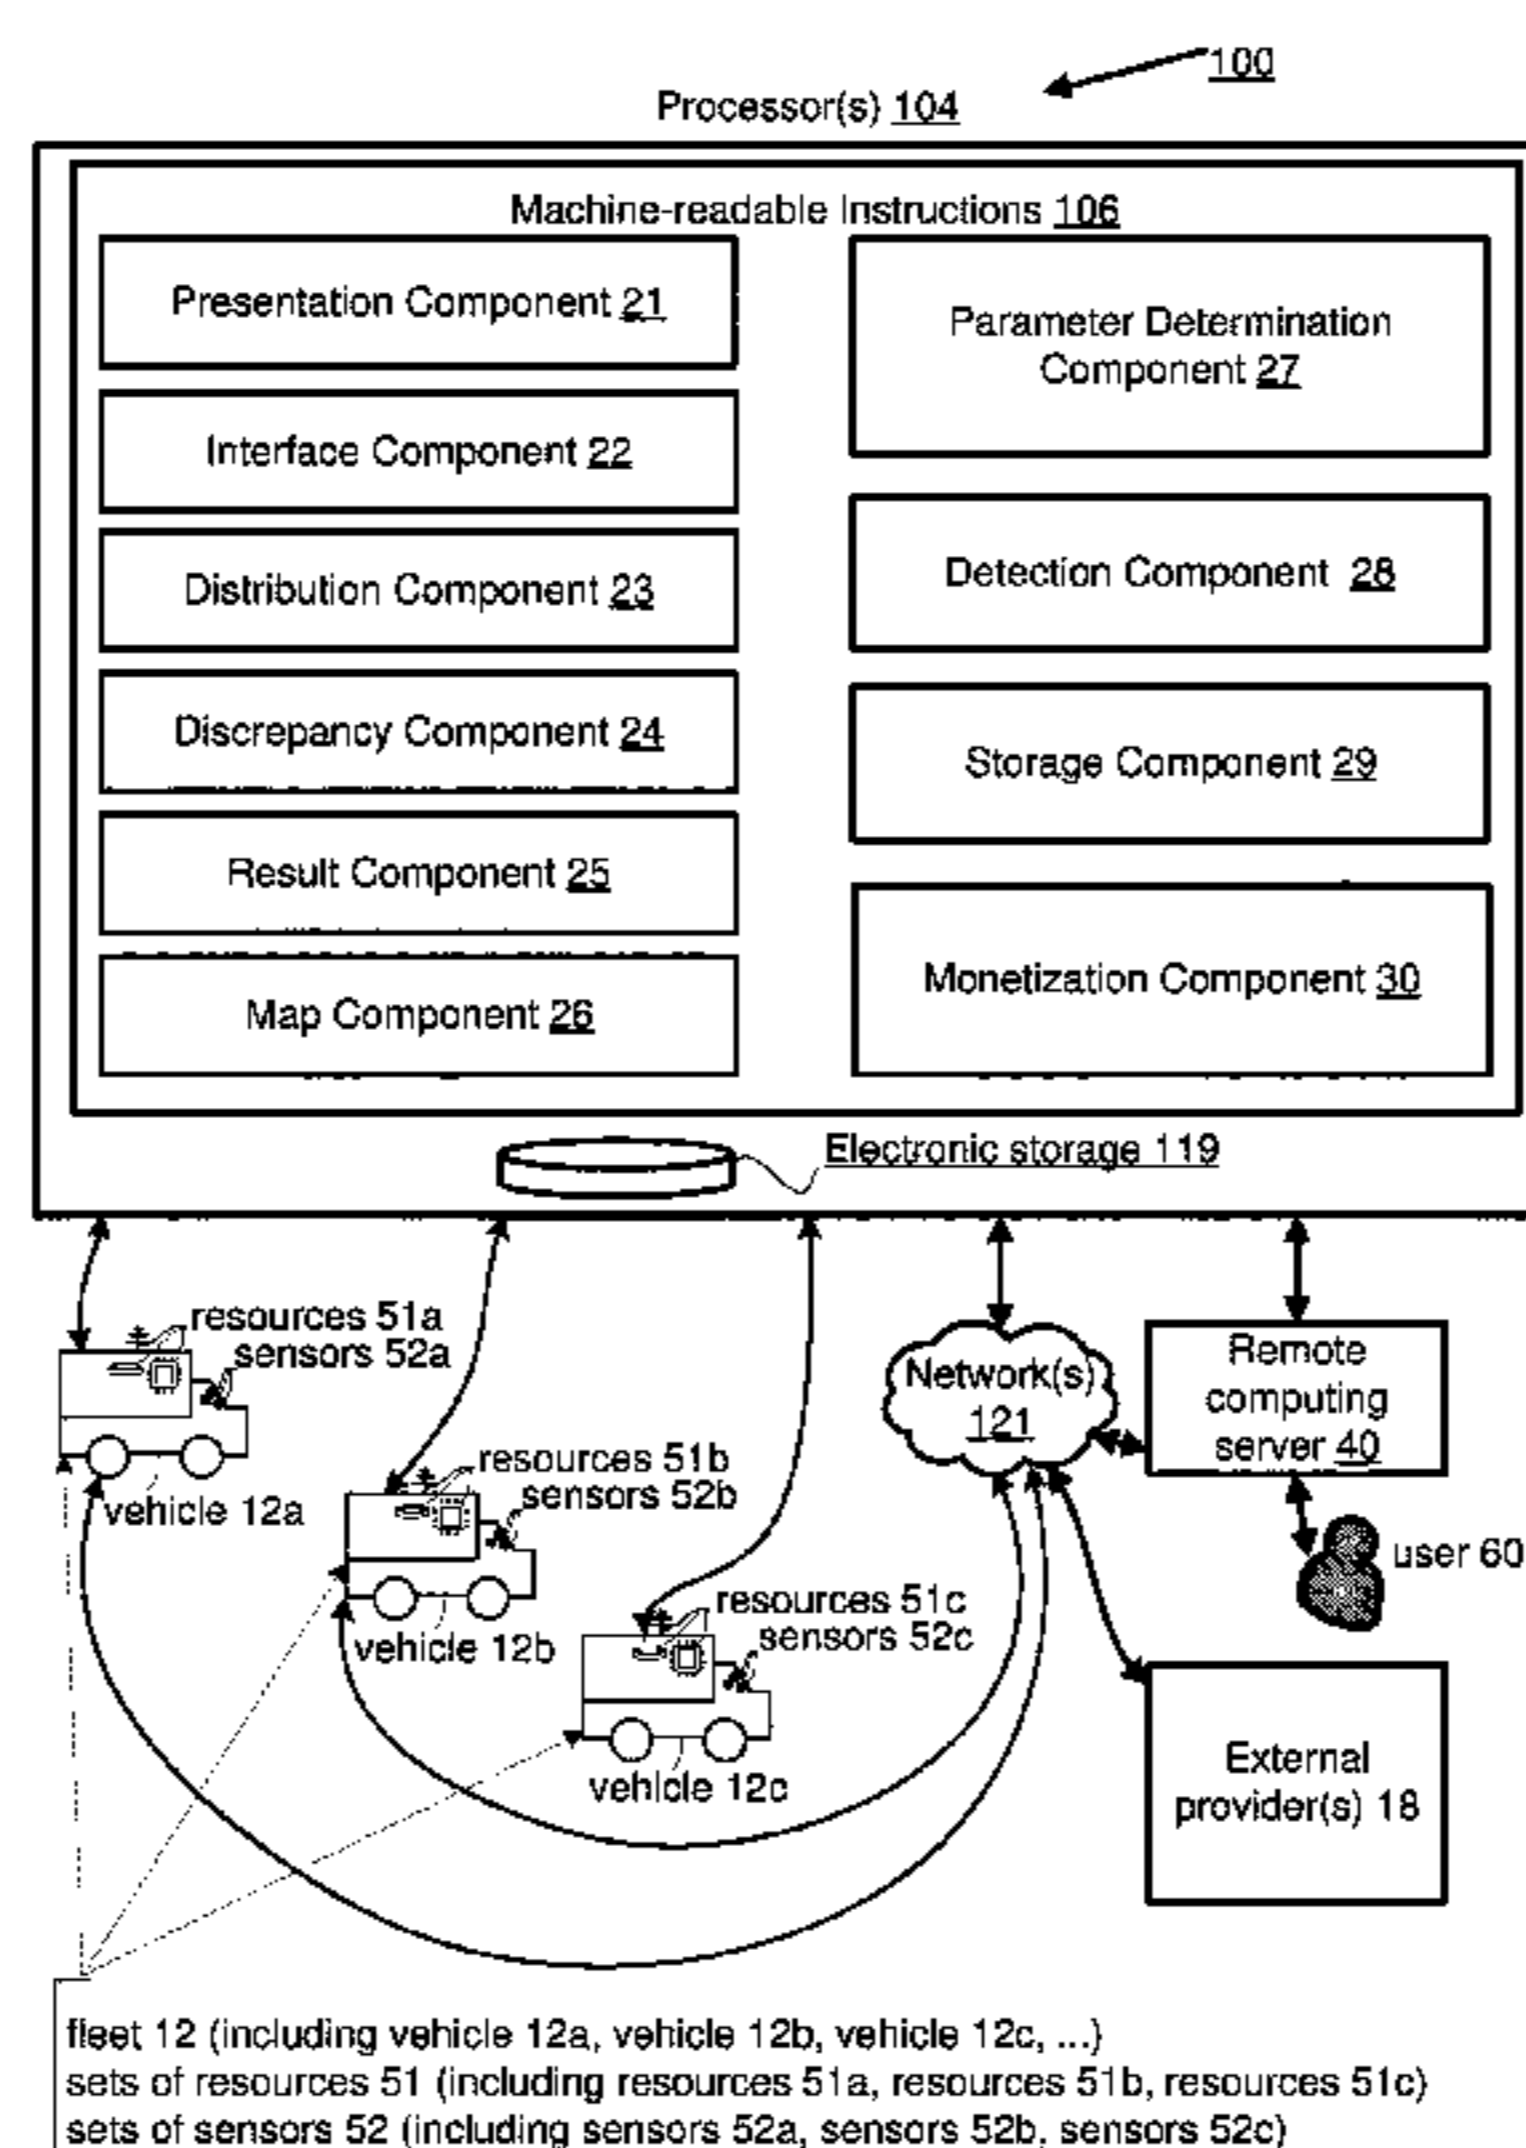 100
Processor(s) 104
Machine-readable Instructions 106
Presentation Component 21
Interface Component 22
Distribution Component 23
Discrepancy Component 24
Result Component 25
Map Component 26
Parameter Determination
Component 27
Detection Component 28
Storage Component 29
Monetization Component 30
Electronic storage 119
resources 51a
sensors 52a
vehicle 12a
resources 51b
sensors 52b
vehicle 12b
resources 51c
sensors 52c
vehicle 12c
Network(s)
121
Remote
computing
server 40
user 60
External
provider(s) 18
fleet 12 (including vehicle 12a, vehicle 12b, vehicle 12c, ...)
sets of resources 51 (including resources 51a, resources 51b, resources 51c)
sets of sensors 52 (including sensors 52a, sensors 52b, sensors 52c)